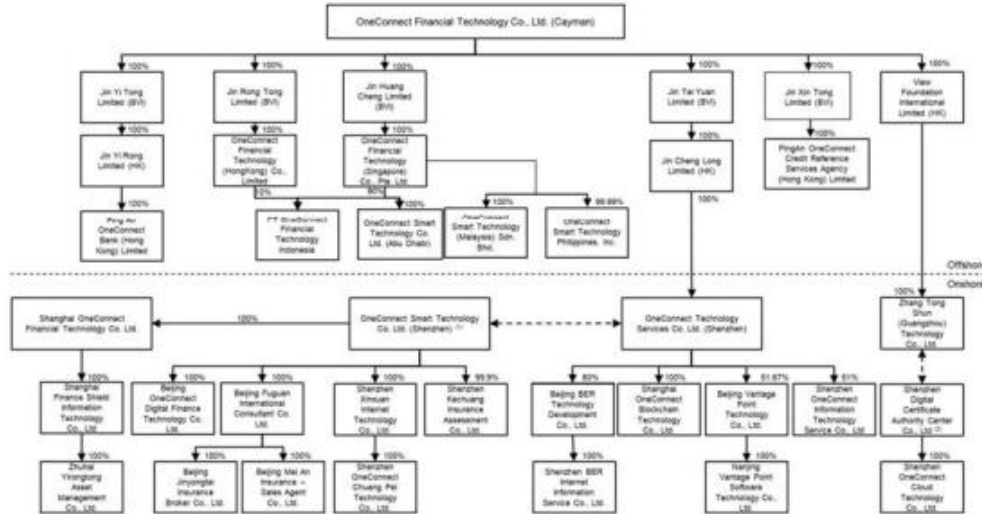 OneConnect Financial Technology Co., Ltd. (Cayman)
100%
100%
100%
100%
100%
100%
Jin Yi Tong
Limited (BVI)
Jin Rong Tong
Limited (BVI)
Jin Huang
Cheng Limited
(BVI)
Jin Tai Yuan
Limited (BVI)
Jin Xin Tong
Limited (BVI)
View
Foundation
International
Limited (HK)
100%
100%
100%
100%
100%
Jin Yi Rong
Limited (HK)
OneConnect
Financial
Technology
(HongKong) Co.,
Limited
OneConnect
Financial
Technology
(Singapore)
Co., Pte. Ltd.
Jin Cheng Long
Limited (HK)
PingAn OneConnect
Credit Reference
Services Agency
(Hong Kong) Limited
100%
10%
90%
100%
100%
99.99%
100%
Ping An
OneConnect
Bank (Hong
Kong) Limited
PT OneConnect
Financial
Technology
Indonesia
OneConnect Smart
Technology Co.
Ltd. (Abu Dhabi)
OneConnect
Smart Technology
(Malaysia) Sdn.
Bhd.
OneConnect
Smart Technology
Philippines, Inc.
Offshore
Onshore
100%
Shanghai OneConnect
Financial Technology Co. Ltd.
100%
OneConnect Smart Technology
Co. Ltd. (Shenzhen) (1)
OneConnect Technology
Services Co., Ltd. (Shenzhen)
Zhang Tong
Shun
(Guangzhou)
Technology
Co., Ltd.
100%
100%
100%
100%
99.9%
80%
100%
51.67%
51%
Shanghai
Finance Shield
Information
Technology
Co., Ltd.
Beijing
OneConnect
Digital Finance
Technology Co.
Ltd.
Beijing Fuguan
International
Consultant Co.
Ltd.
Shenzhen
Xinxuan
Internet
Technology
Co., Ltd.
Shenzhen
Kechuang
Insurance
Assessment Co.
Ltd.
Beijing BER
Technology
Development
Co., Ltd.
Shanghai
OneConnect
Blockchain
Technology
Co., Ltd.
Beijing Vantage
Point
Technology
Co., Ltd.
Shenzhen
OneConnect
Information
Technology
Service Co., Ltd
Shenzhen
Digital
Certificate
Authority Center
Co., Ltd (2)
100%
100%
100%
100%
100%
100%
100%
Zhuhai
Yirongtong
Asset
Management
Co., Ltd.
Beijing
Jinyongtai
Insurance
Broker Co., Ltd.
Beijing Mei An
Insurance –
Sales Agent
Co., Ltd.
Shenzhen
OneConnect
Chuang Pei
Technology
Co., Ltd.
Shenzhen BER
Internet
Information
Service Co., Ltd.
Nanjing
Vantage Point
Software
Technology Co.,
Ltd.
Shenzhen
OneConnect
Cloud
Technology
Co., Ltd.